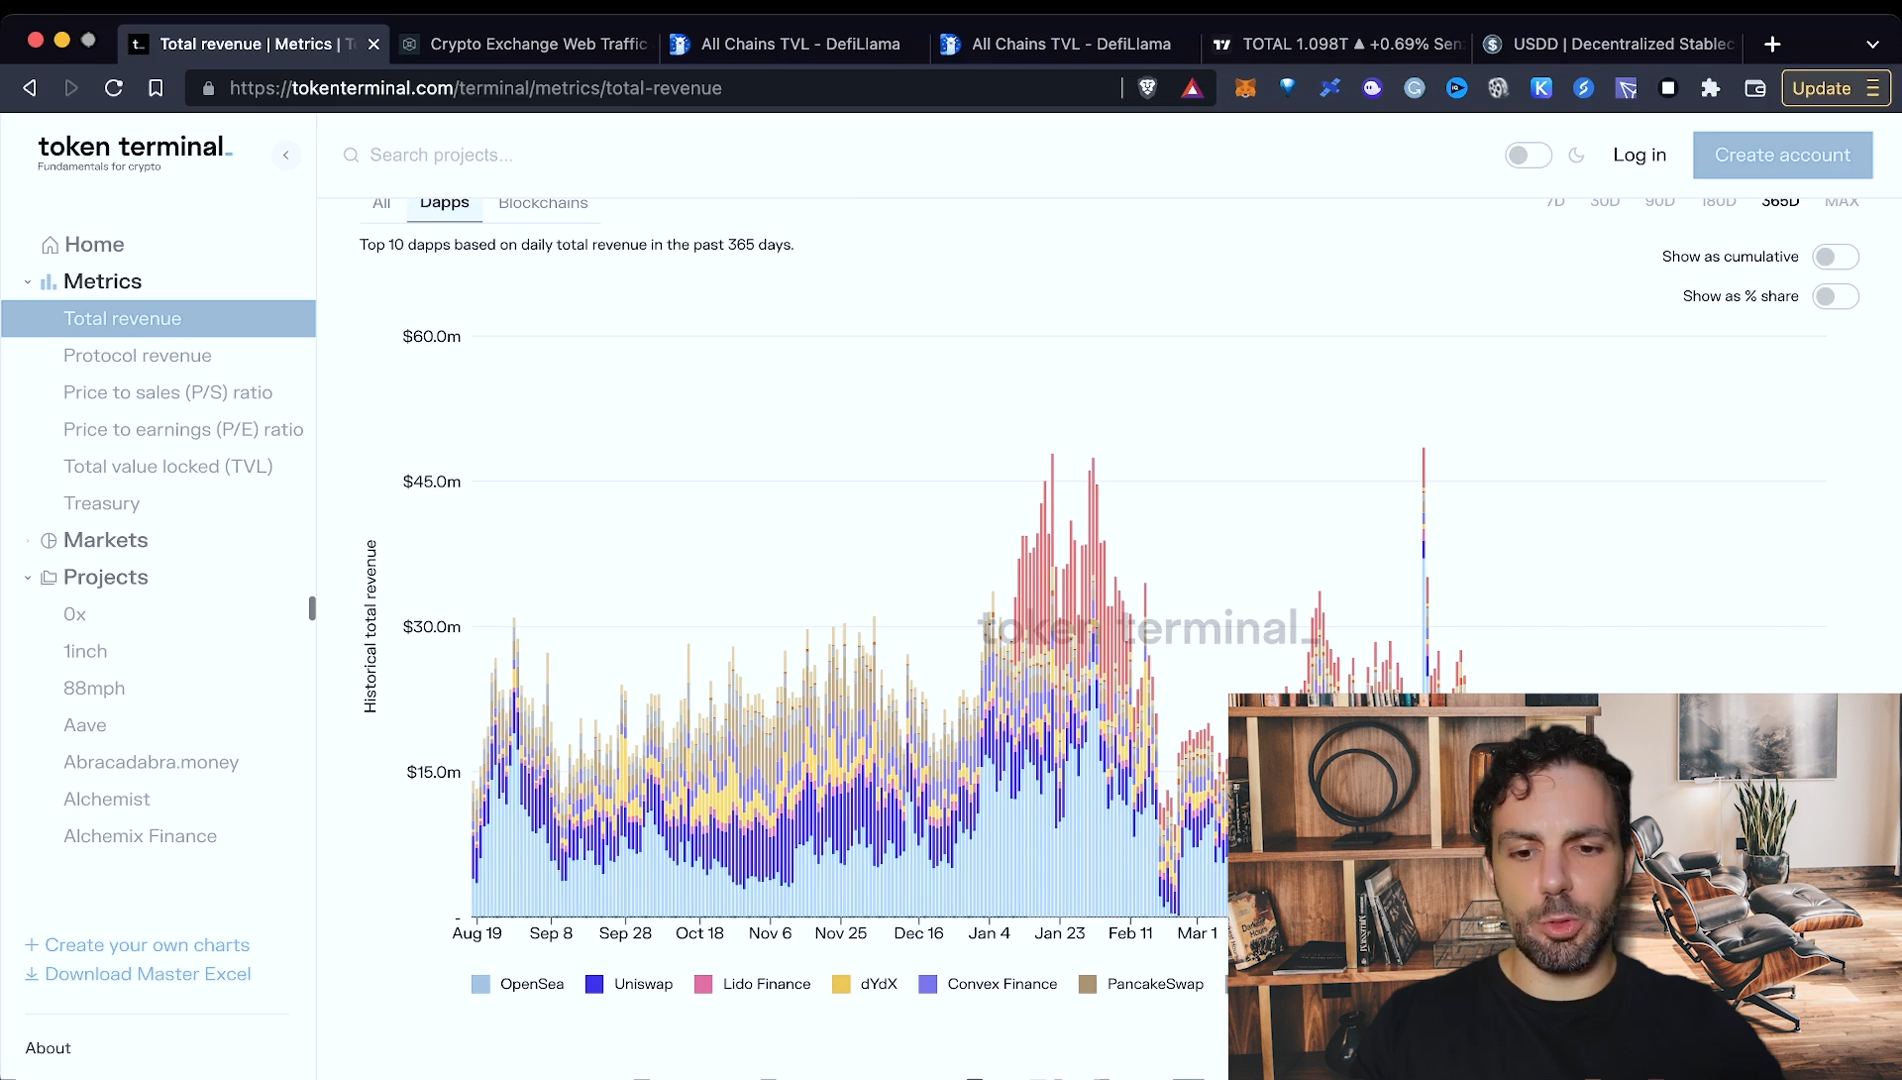 Total revenue | Metrics | T
Crypto Exchange Web Traffic
All Chains TVL - DefiLlama
All Chains TVL - DefiLlama
TOTAL 1.098T ▲ +0.69% Sen
USDD | Decentralized Stablec
https://tokenterminal.com/terminal/metrics/total-revenue
Update
token terminal_
Fundamentals for crypto
Search projects...
Log in
Create account
All
Dapps
Blockchains
7D
30D
90D
180D
365D
MAX
Top 10 dapps based on daily total revenue in the past 365 days.
Show as cumulative
Show as % share
Home
Metrics
Total revenue
Protocol revenue
Price to sales (P/S) ratio
Price to earnings (P/E) ratio
Total value locked (TVL)
Treasury
Markets
Projects
0x
1inch
88mph
Aave
Abracadabra.money
Alchemist
Alchemix Finance
+ Create your own charts
Download Master Excel
About
Historical total revenue
$60.0m
$45.0m
$30.0m
$15.0m
-
token terminal_
Aug 19
Sep 8
Sep 28
Oct 18
Nov 6
Nov 25
Dec 16
Jan 4
Jan 23
Feb 11
Mar 1
OpenSea
Uniswap
Lido Finance
dYdX
Convex Finance
PancakeSwap